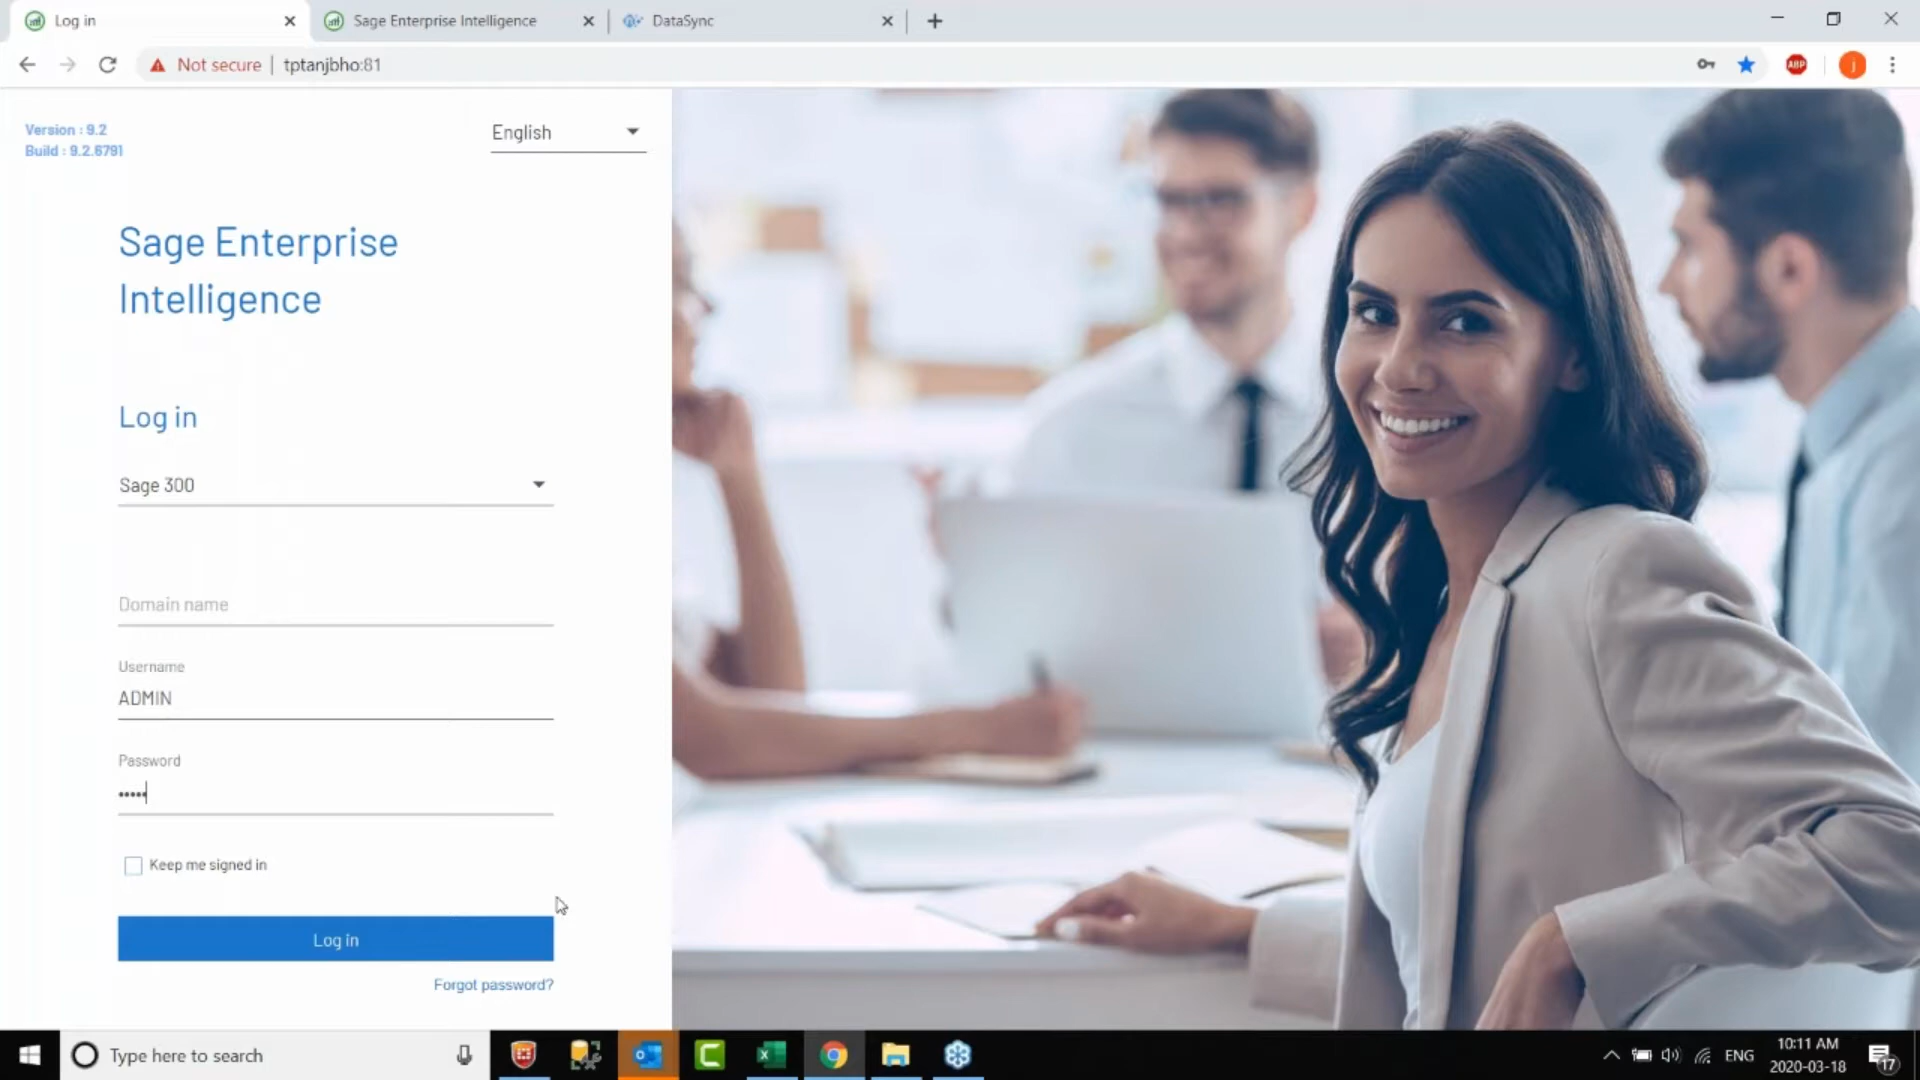 Log in
Sage Enterprise Intelligence
DataSync
Not secure
tptanjbho:81
ABP
j
Version : 9.2
Build : 9.2.6791
English
Sage Enterprise
Intelligence
Log in
Sage 300
Domain name
Username
ADMIN
Password
•••••
Keep me signed in
Log in
Forgot password?
Type here to search
ENG
10:11 AM
2020-03-18
17